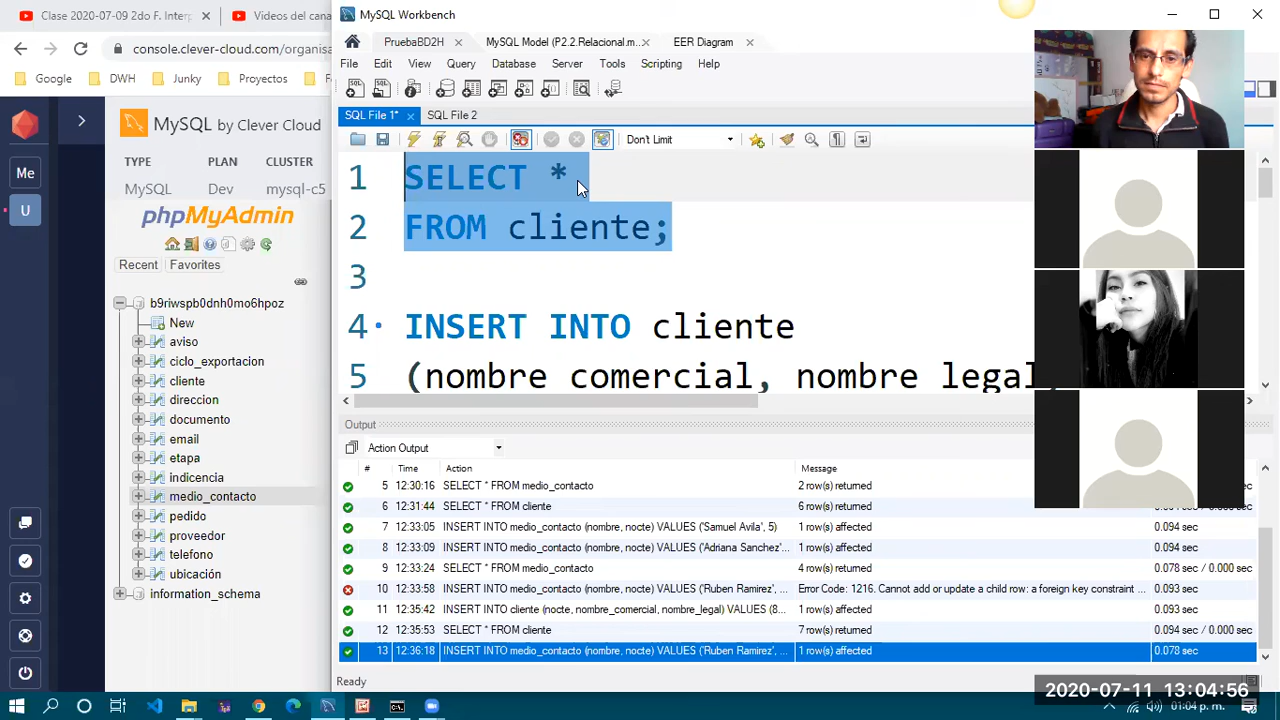 Clase 2020-07-09 2do F. Interp
Videos del cana
MySQL Workbench
console.clever-cloud.com/organisa
Google
DWH
Junky
Proyectos
PruebaBD2H
MySQL Model (P2.2.Relacional.m...
EER Diagram
File
Edit
View
Query
Database
Server
Tools
Scripting
Help
SQL File 1*
SQL File 2
Don't Limit
MySQL by Clever Cloud
TYPE
PLAN
CLUSTER
MySQL
Dev
mysql-c5
Me
U
phpMyAdmin
Recent
Favorites
b9riwspb0dnh0mo6hpoz
New
aviso
ciclo_exportacion
cliente
direccion
documento
email
etapa
indicencia
medio_contacto
pedido
proveedor
telefono
ubicación
information_schema
1 SELECT *
2 FROM cliente;
3
4 INSERT INTO cliente
5 (nombre comercial, nombre legal,
Output
Action Output
# Time Action Message
5 12:30:16 SELECT * FROM medio_contacto 2 row(s) returned
6 12:31:44 SELECT * FROM cliente 6 row(s) returned
7 12:33:05 INSERT INTO medio_contacto (nombre, nocte) VALUES ('Samuel Avila', 5) 1 row(s) affected 0.094 sec
8 12:33:09 INSERT INTO medio_contacto (nombre, nocte) VALUES ('Adriana Sanchez'... 1 row(s) affected 0.078 sec
9 12:33:24 SELECT * FROM medio_contacto 4 row(s) returned 0.078 sec / 0.000 sec
10 12:33:58 INSERT INTO medio_contacto (nombre, nocte) VALUES ('Ruben Ramirez', ... Error Code: 1216. Cannot add or update a child row: a foreign key constraint ... 0.093 sec
11 12:35:42 INSERT INTO cliente (nocte, nombre_comercial, nombre_legal) VALUES (8... 1 row(s) affected 0.093 sec
12 12:35:53 SELECT * FROM cliente 7 row(s) returned 0.094 sec / 0.000 sec
13 12:36:18 INSERT INTO medio_contacto (nombre, nocte) VALUES ('Ruben Ramirez', ... 1 row(s) affected 0.078 sec
Ready
2020-07-11 13:04:56
01:04 p. m.